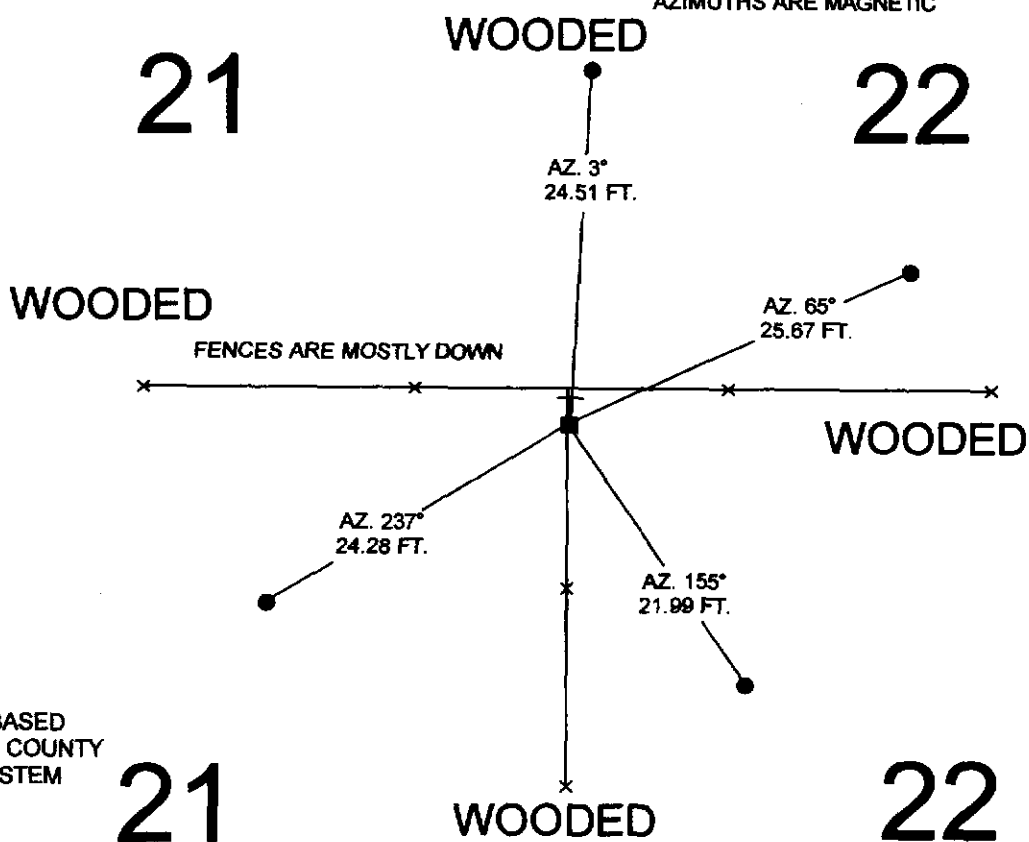 AZIMUTHS ARE MAGNETIC
WOODED
21
22
AZ. 3°
24.51 FT.
WOODED
AZ. 65°
25.67 FT.
FENCES ARE MOSTLY DOWN
WOODED
AZ. 237°
24.28 FT.
AZ. 155°
21.99 FT.
BASED
COUNTY
STEM
21
WOODED
22